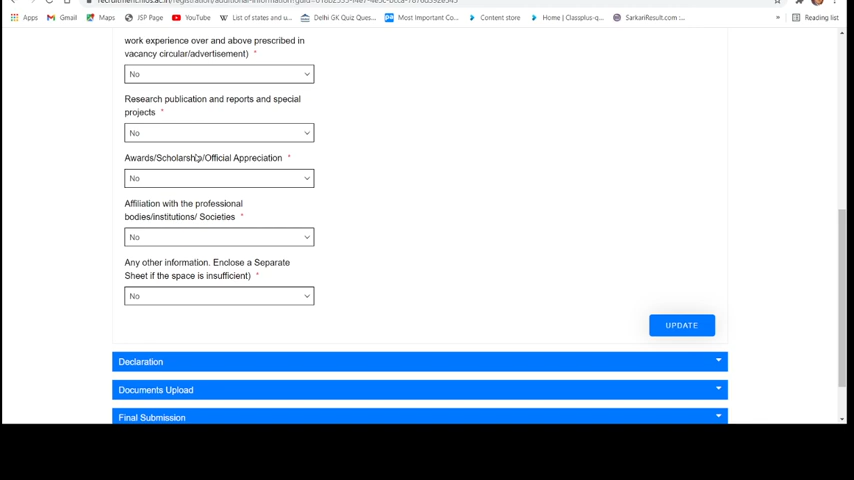 Apps Gmail Maps JSP Page YouTube List of states and u... Delhi GK Quiz Ques... Most Important Co... Content store Home | Classplus-q... SarkariResult.com :... » Reading list
work experience over and above prescribed in
vacancy circular/advertisement) *
No
Research publication and reports and special
projects *
No
Awards/Scholarship/Official Appreciation *
No
Affiliation with the professional
bodies/institutions/ Societies *
No
Any other information. Enclose a Separate
Sheet if the space is insufficient) *
No
UPDATE
Declaration
Documents Upload
Final Submission